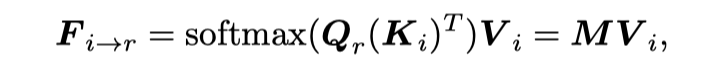 F_{i→r} = softmax(Q_r(K_i)^T)V_i = MV_i,